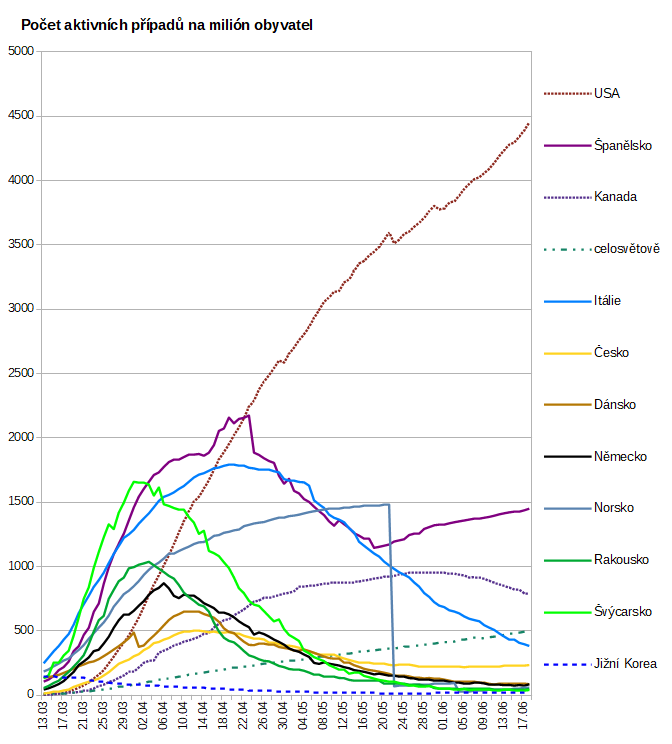 Počet aktivních případů na milión obyvatel
5000
4500
4000
3500
3000
2500
2000
1500
1000
500
0
USA
Španělsko
Kanada
celosvětově
Itálie
Česko
Dánsko
Německo
Norsko
Rakousko
Švýcarsko
Jižní Korea
13.03
17.03
21.03
25.03
29.03
02.04
06.04
10.04
14.04
18.04
22.04
26.04
30.04
04.05
08.05
12.05
16.05
20.05
24.05
28.05
01.06
05.06
09.06
13.06
17.06